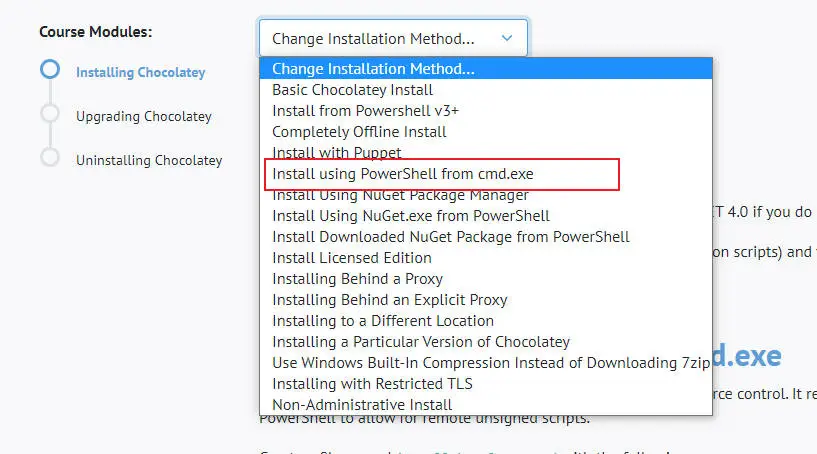 Course Modules:
Installing Chocolatey
Upgrading Chocolatey
Uninstalling Chocolatey
Change Installation Method...
Change Installation Method...
Basic Chocolatey Install
Install from Powershell v3+
Completely Offline Install
Install with Puppet
Install using PowerShell from cmd.exe
Install Using NuGet Package Manager
Install Using NuGet.exe from PowerShell
Install Downloaded NuGet Package from PowerShell
Install Licensed Edition
Installing Behind a Proxy
Installing Behind an Explicit Proxy
Installing to a Different Location
Installing a Particular Version of Chocolatey
Use Windows Built-In Compression Instead of Downloading 7zip
Installing with Restricted TLS
Non-Administrative Install
T 4.0 if you do
on scripts) and
d.exe
rce control. It re
PowerShell to allow for remote unsigned scripts.